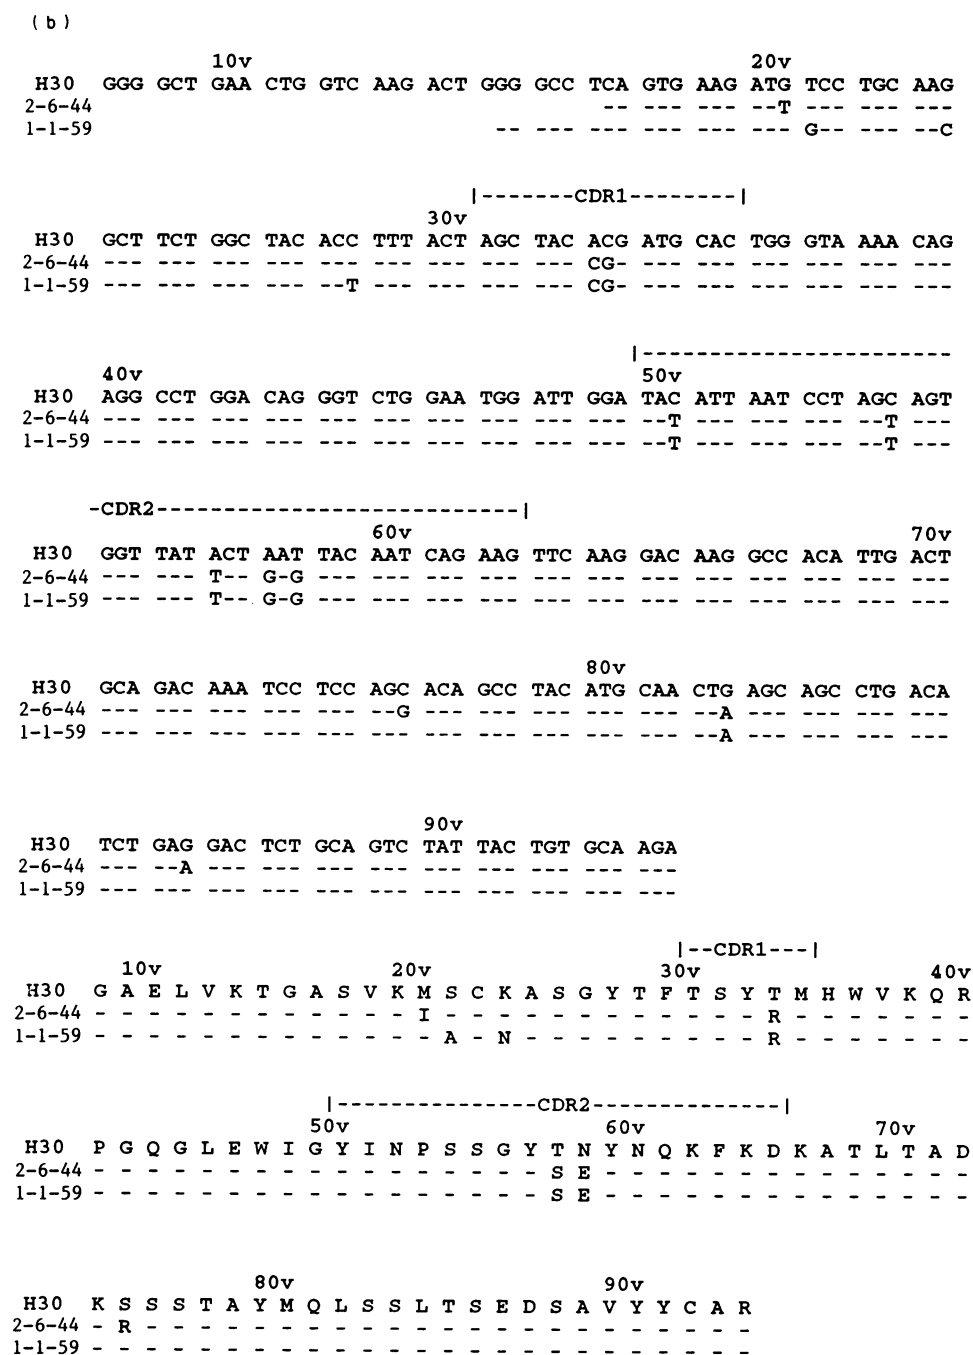 (b)
10v 20v
H30 GGG GCT GAA CTG GTC AAG ACT GGG GCC TCA GTG AAG ATG TCC TGC AAG
2-6-44 -- --- --- --T --- --- ---
1-1-59 -- --- --- --- --- --- G-- --- --C
|-------CDR1--------|
30v
H30 GCT TCT GGC TAC ACC TTT ACT AGC TAC ACG ATG CAC TGG GTA AAA CAG
2-6-44 --- --- --- --- --- --- --- --- --- CG- --- --- --- --- --- ---
1-1-59 --- --- --- --- --T --- --- --- --- CG- --- --- --- --- --- ---
|-----------------------
40v 50v
H30 AGG CCT GGA CAG GGT CTG GAA TGG ATT GGA TAC ATT AAT CCT AGC AGT
2-6-44 --- --- --- --- --- --- --- --- --- --- --T --- --- --- --T ---
1-1-59 --- --- --- --- --- --- --- --- --- --- --T --- --- --- --T ---
-CDR2----------------------------|
60v 70v
H30 GGT TAT ACT AAT TAC AAT CAG AAG TTC AAG GAC AAG GCC ACA TTG ACT
2-6-44 --- --- T-- G-G --- --- --- --- --- --- --- --- --- --- --- ---
1-1-59 --- --- T-- G-G --- --- --- --- --- --- --- --- --- --- --- ---
80v
H30 GCA GAC AAA TCC TCC AGC ACA GCC TAC ATG CAA CTG AGC AGC CTG ACA
2-6-44 --- --- --- --- --- --G --- --- --- --- --- --A --- --- --- ---
1-1-59 --- --- --- --- --- --- --- --- --- --- --- --A --- --- --- ---
90v
H30 TCT GAG GAC TCT GCA GTC TAT TAC TGT GCA AGA
2-6-44 --- --A --- --- --- --- --- --- --- --- ---
1-1-59 --- --- --- --- --- --- --- --- --- --- ---
|--CDR1---|
10v 20v 30v 40v
H30 G A E L V K T G A S V K M S C K A S G Y T F T S Y T M H W V K Q R
2-6-44 - - - - - - - - - - - - I - - - - - - - - - - - - R - - - - - - -
1-1-59 - - - - - - - - - - - - - A - N - - - - - - - - - R - - - - - - -
|---------------CDR2--------------|
50v 60v 70v
H30 P G Q G L E W I G Y I N P S S G Y T N Y N Q K F K D K A T L T A D
2-6-44 - - - - - - - - - - - - - - - - - S E - - - - - - - - - - - - - -
1-1-59 - - - - - - - - - - - - - - - - - S E - - - - - - - - - - - - - -
80v 90v
H30 K S S S T A Y M Q L S S L T S E D S A V Y Y C A R
2-6-44 - R - - - - - - - - - - - - - - - - - - - - - - -
1-1-59 - - - - - - - - - - - - - - - - - - - - - - - - -